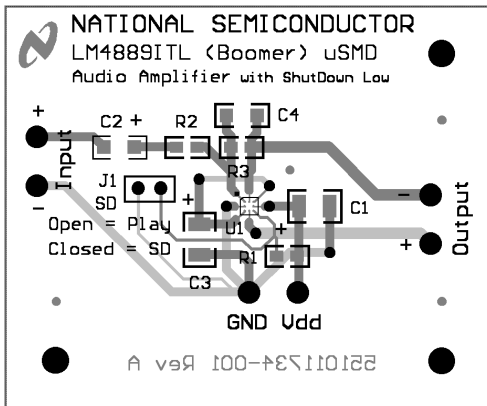 NATIONAL SEMICONDUCTOR
LM4889ITL (Boomer) uSMD
Audio Amplifier with ShutDown Low
+
C2 +
R2
C4
Input
R3
J1
-
SD
+
C1
-
Open = Play
U1
+
+
Output
Closed = SD
R1
C3
GND Vdd
551011734-001 Rev A